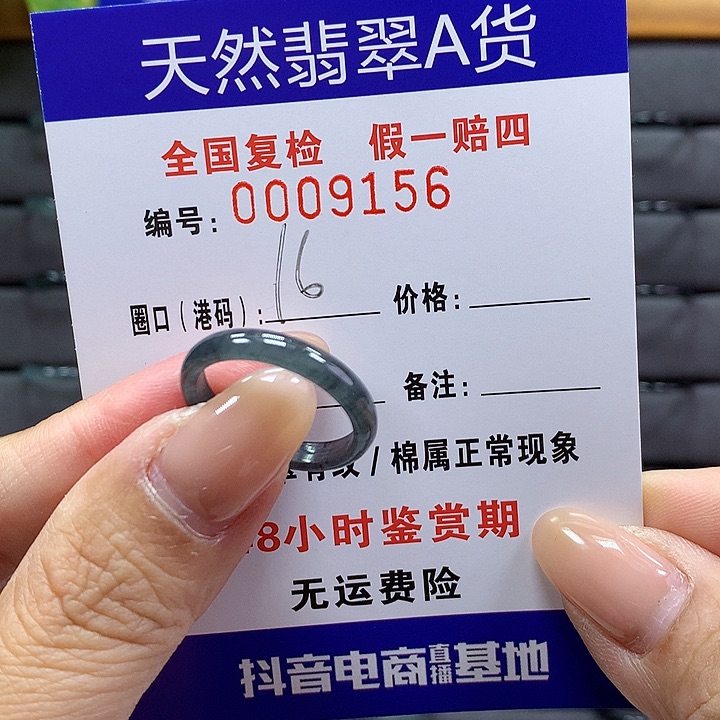 天然翡翠A货
全国复检 假一赔四
编号: 0009156
圈口(港码): 16 价格:
备注:
有纹/棉属正常现象
8小时鉴赏期
无运费险
抖音电商直播基地